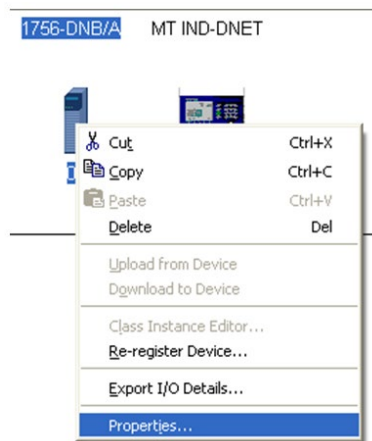 1756-DNB/A MT IND-DNET
Cut Ctrl+X
Copy Ctrl+C
Paste Ctrl+V
Delete Del
Upload from Device
Download to Device
Class Instance Editor...
Re-register Device...
Export I/O Details...
Properties...